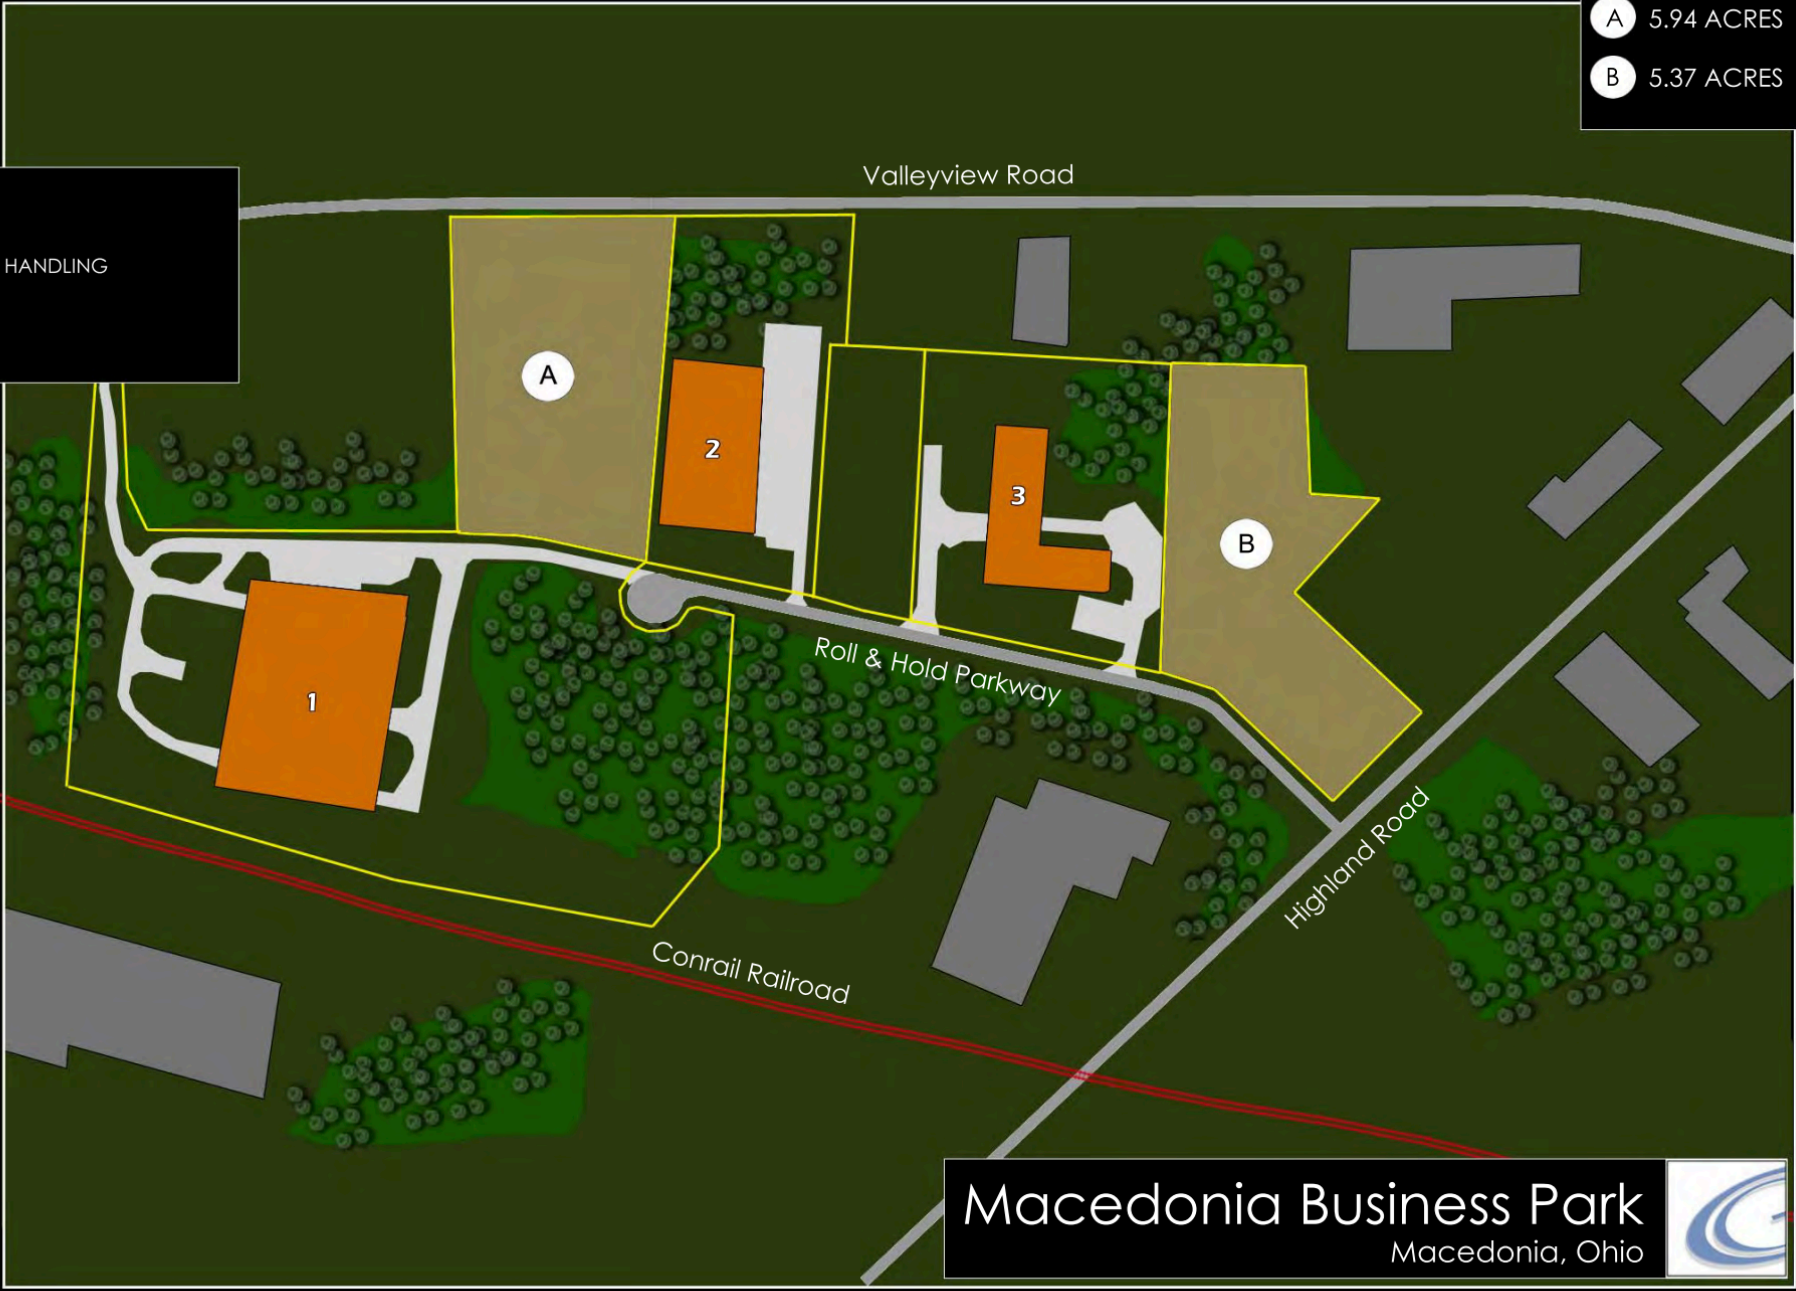 A 5.94 ACRES
B 5.37 ACRES
Valleyview Road
HANDLING
A
2
3
B
1
Roll & Hold Parkway
Highland Road
Conrail Railroad
Macedonia Business Park
Macedonia, Ohio